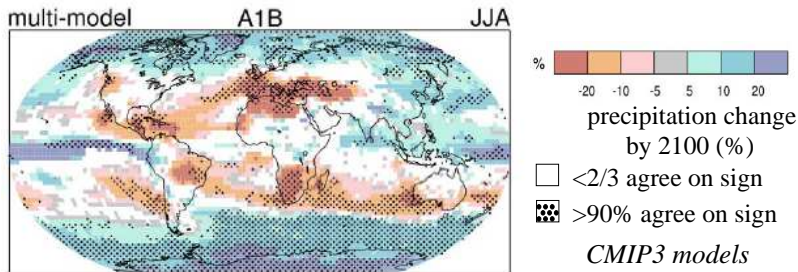 multi-model A1B JJA
%
-20 -10 -5 5 10 20
precipitation change
by 2100 (%)
<2/3 agree on sign
>90% agree on sign
CMIP3 models